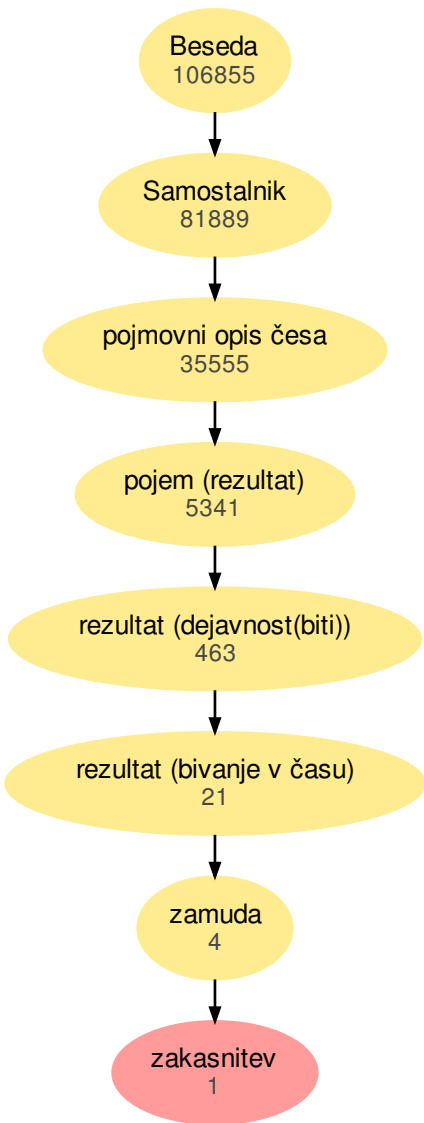 Beseda
106855
Samostalnik
81889
pojmovni opis česa
35555
pojem (rezultat)
5341
rezultat (dejavnost(biti))
463
rezultat (bivanje v času)
21
zamuda
4
zakasnitev
1